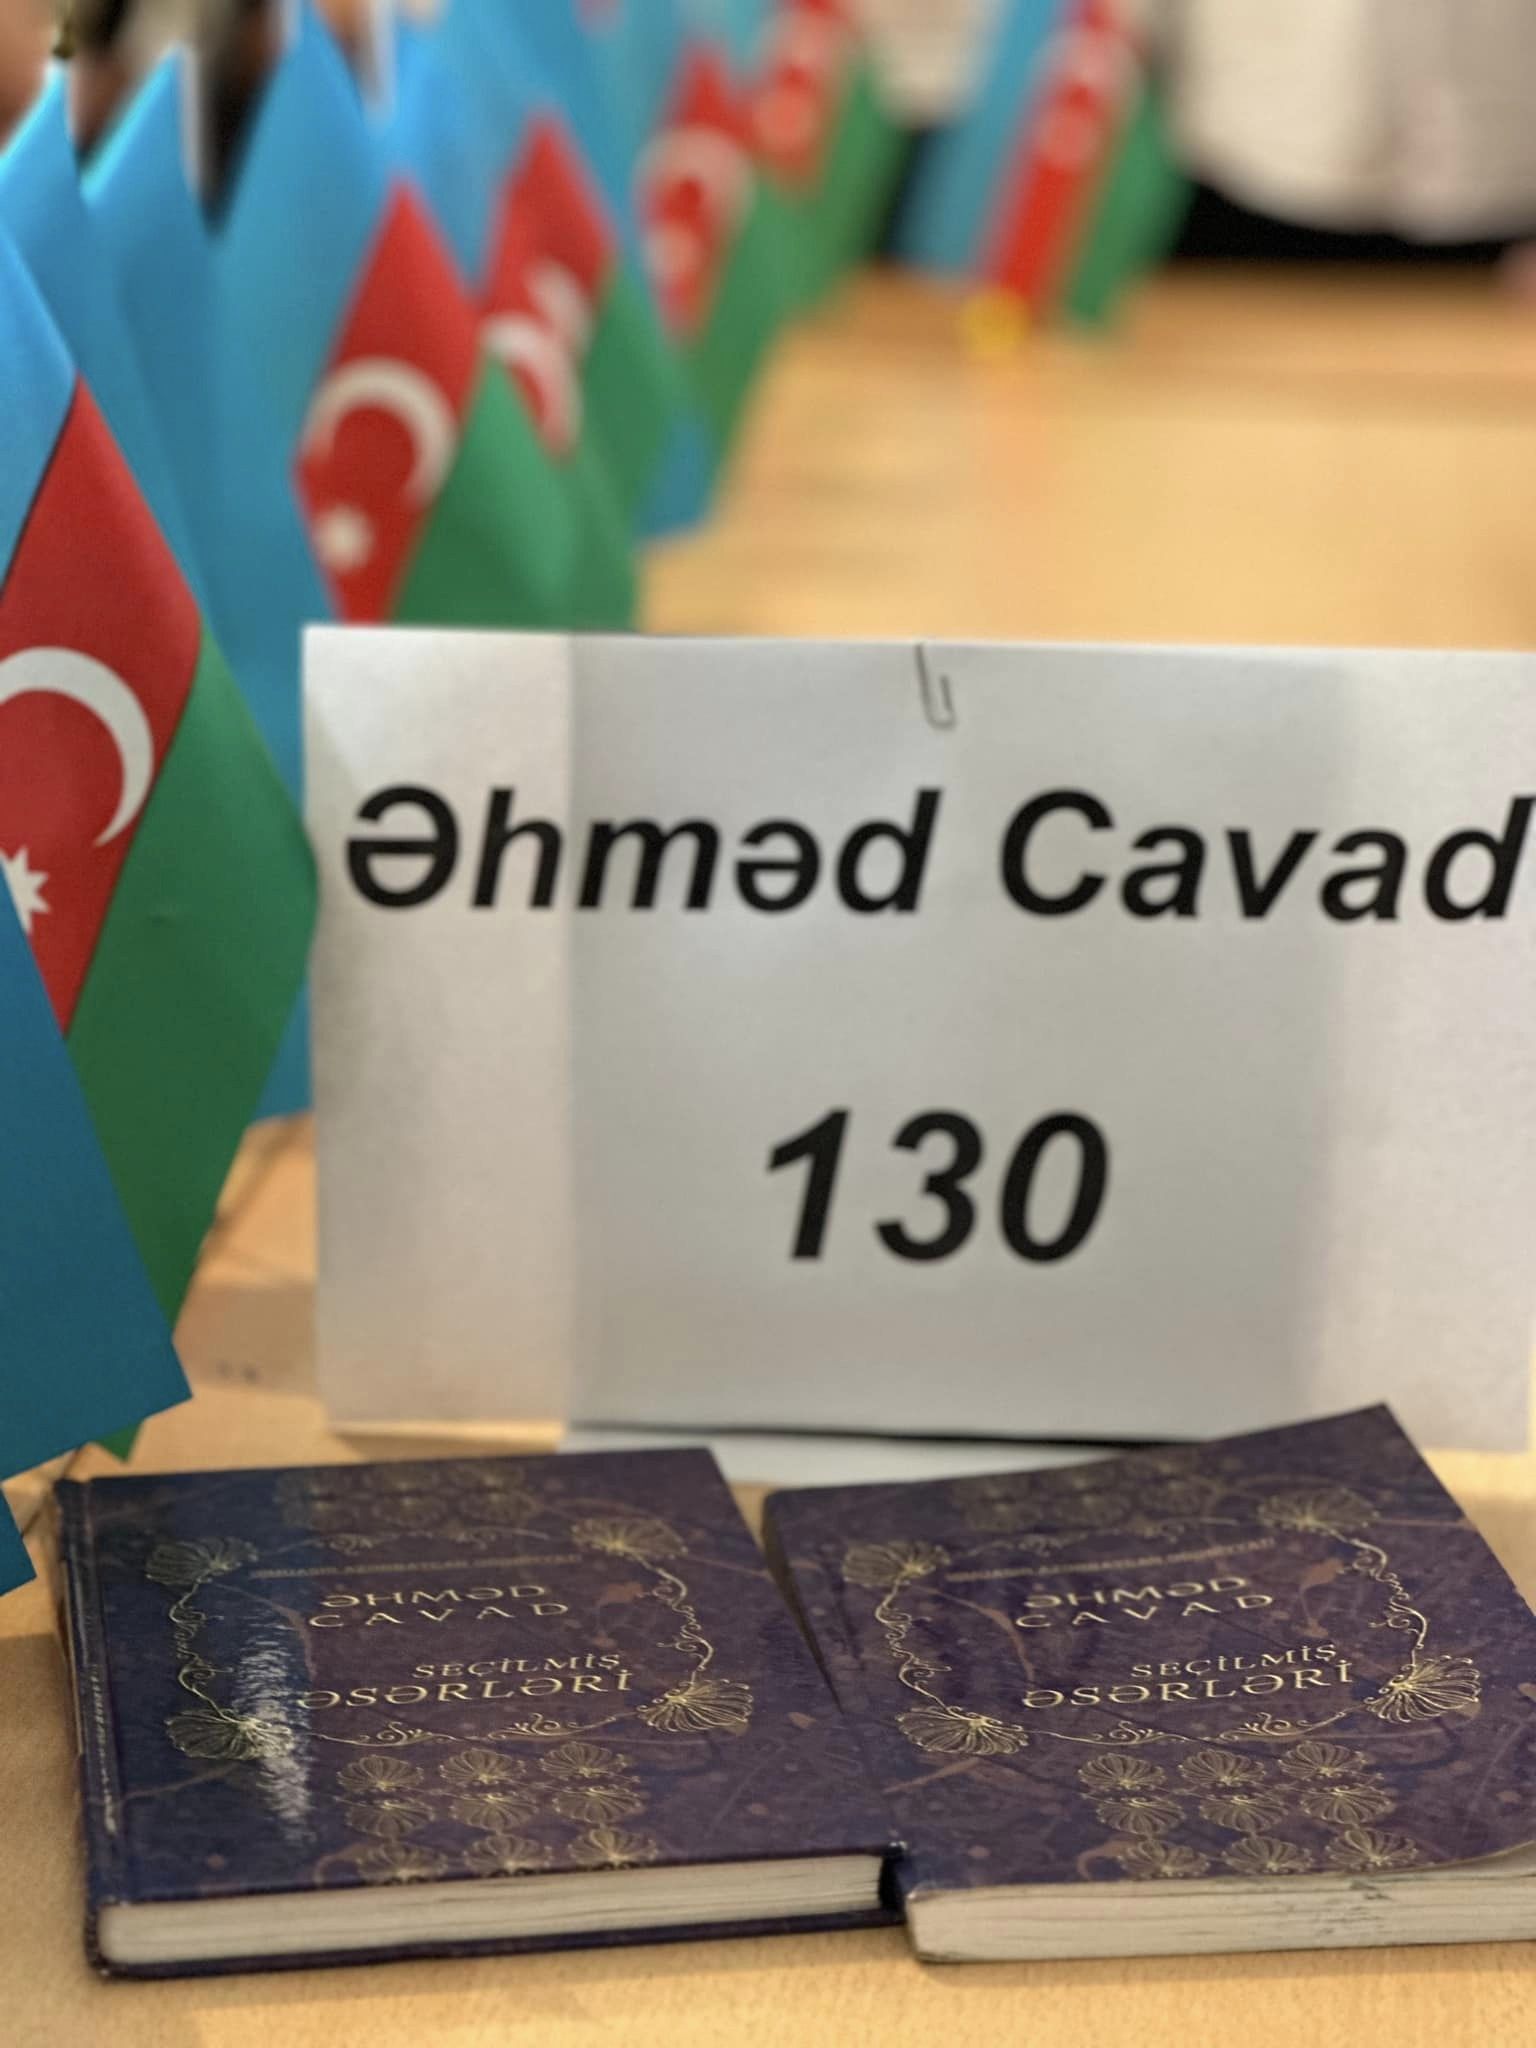 Əhməd Cavad
130
ƏHMƏD
CAVAD
SEÇİLMİŞ
ƏSƏRLƏRİ
ƏHMƏD
CAVAD
SEÇİLMİŞ
ƏSƏRLƏRİ